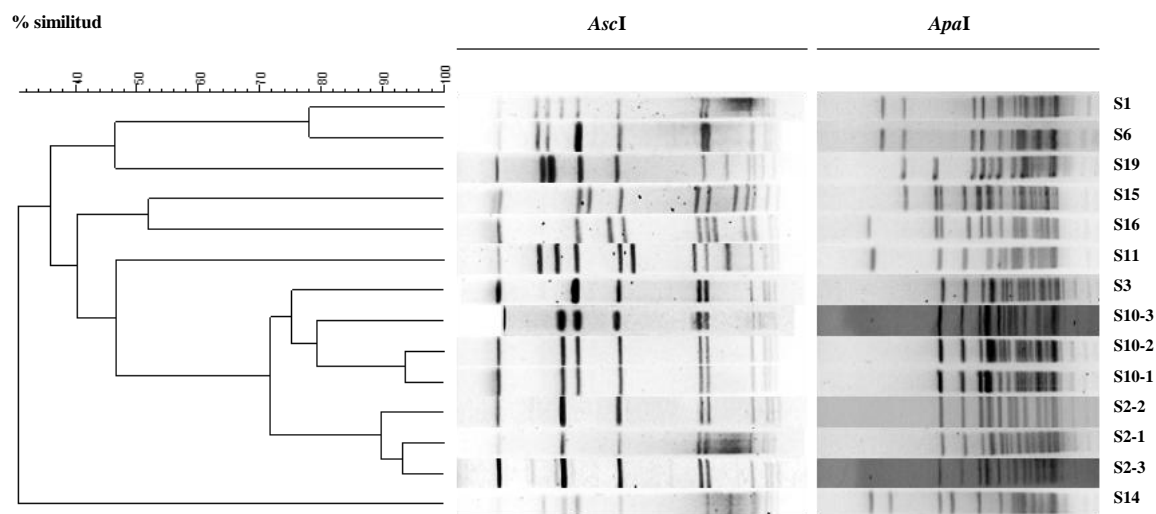 % similitud
AscI
ApaI
40 50 60 70 80 90 100
S1
S6
S19
S15
S16
S11
S3
S10-3
S10-2
S10-1
S2-2
S2-1
S2-3
S14